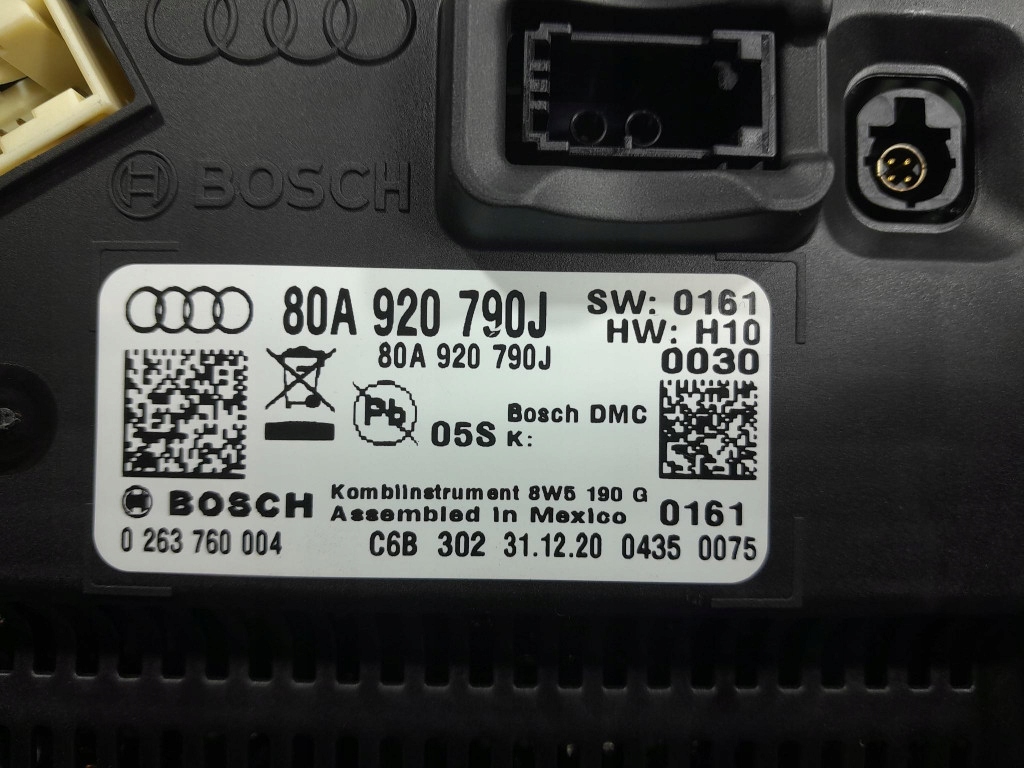 BOSCH
80A 920 790J
SW: 0161
HW: H10
80A 920 790J
0030
Pb
05S
Bosch DMC
K:
BOSCH
Kombiinstrument 8W5 190 G
Assembled in Mexico
0161
0 263 760 004
C6B 302 31.12.20 0435 0075